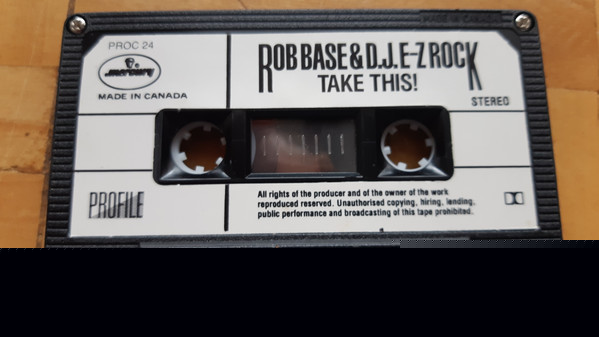 PROC 24
mercury
MADE IN CANADA
ROB BASE & D.J. E-Z ROCK
TAKE THIS!
STEREO
PROFILE
All rights of the producer and of the owner of the work
reproduced reserved. Unauthorised copying, hiring, lending,
public performance and broadcasting of this tape prohibited.